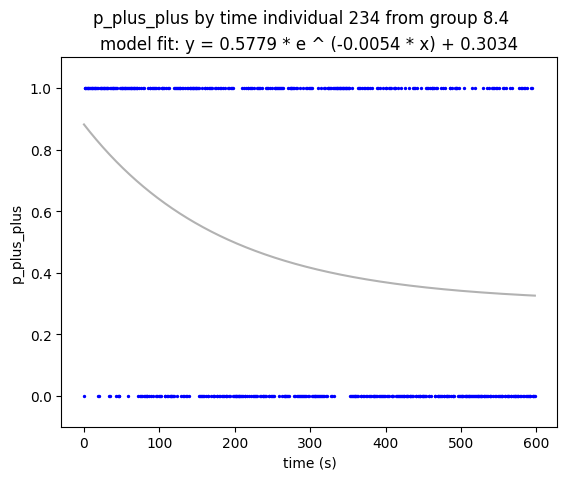 p_plus_plus by time individual 234 from group 8.4
model fit: y = 0.5779 * e ^ (-0.0054 * x) + 0.3034
1.0
0.8
0.6
0.4
0.2
0.0
p_plus_plus
0 100 200 300 400 500 600
time (s)